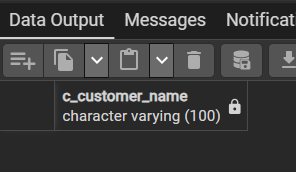 Data Output Messages Notificat
c_customer_name
character varying (100)